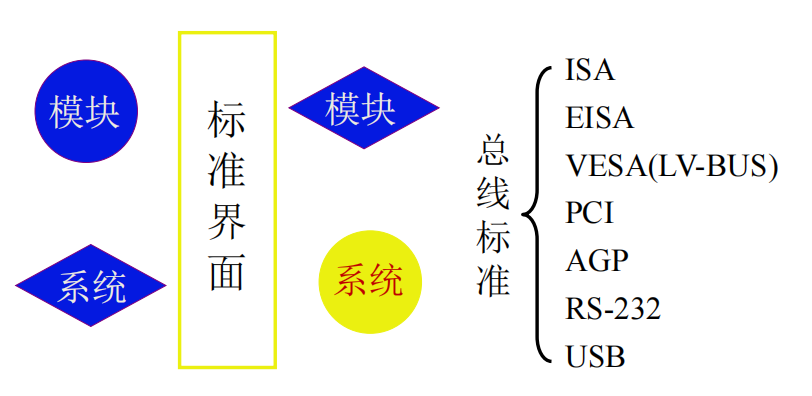 模块
系统
标准界面
模块
系统
总线标准
ISA
EISA
VESA(LV-BUS)
PCI
AGP
RS-232
USB